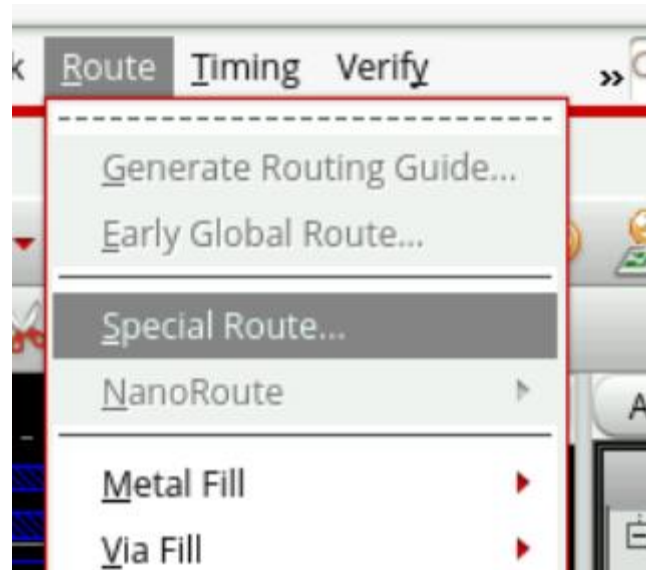 k Route Timing Verify »
Generate Routing Guide...
Early Global Route...
Special Route...
NanoRoute
Metal Fill
Via Fill
A